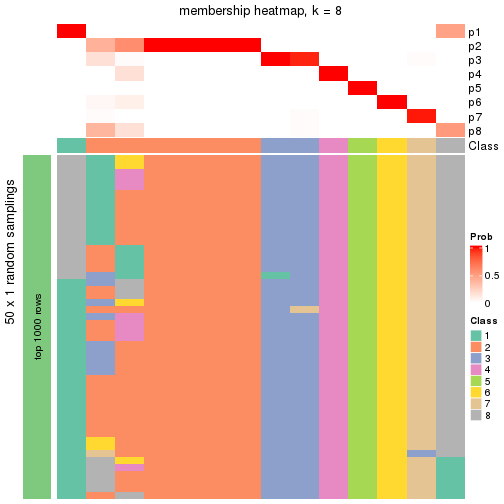 membership heatmap, k = 8
p1
p2
p3
p4
p5
p6
p7
p8
Class
50 x 1 random samplings
top 1000 rows
Prob
1
0.5
0
Class
1
2
3
4
5
6
7
8